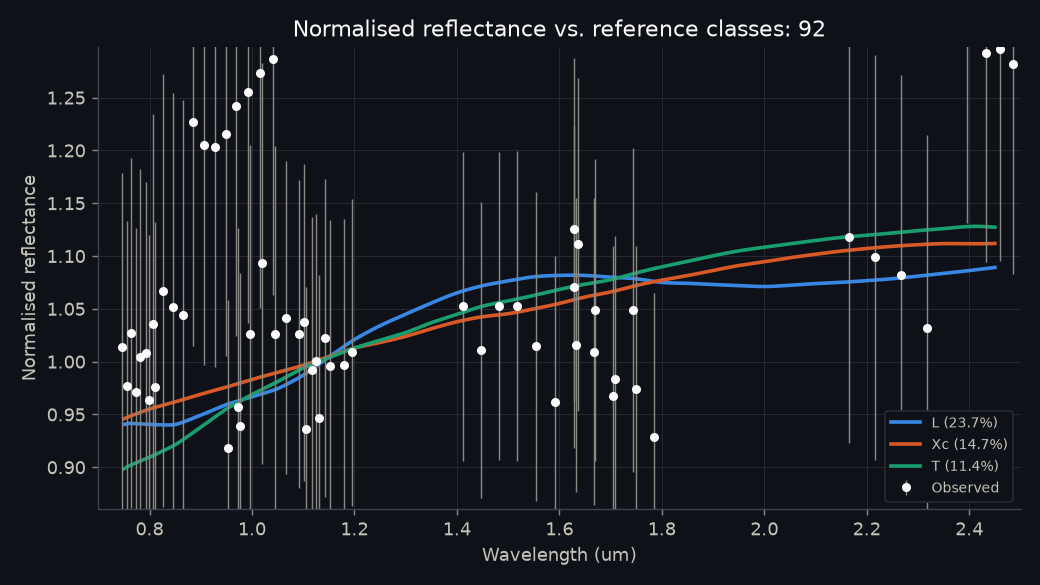 Normalised reflectance vs. reference classes: 92
Normalised reflectance
1.25
1.20
1.15
1.10
1.05
1.00
0.95
0.90
L (23.7%)
Xc (14.7%)
T (11.4%)
Observed
0.8 1.0 1.2 1.4 1.6 1.8 2.0 2.2 2.4
Wavelength (um)